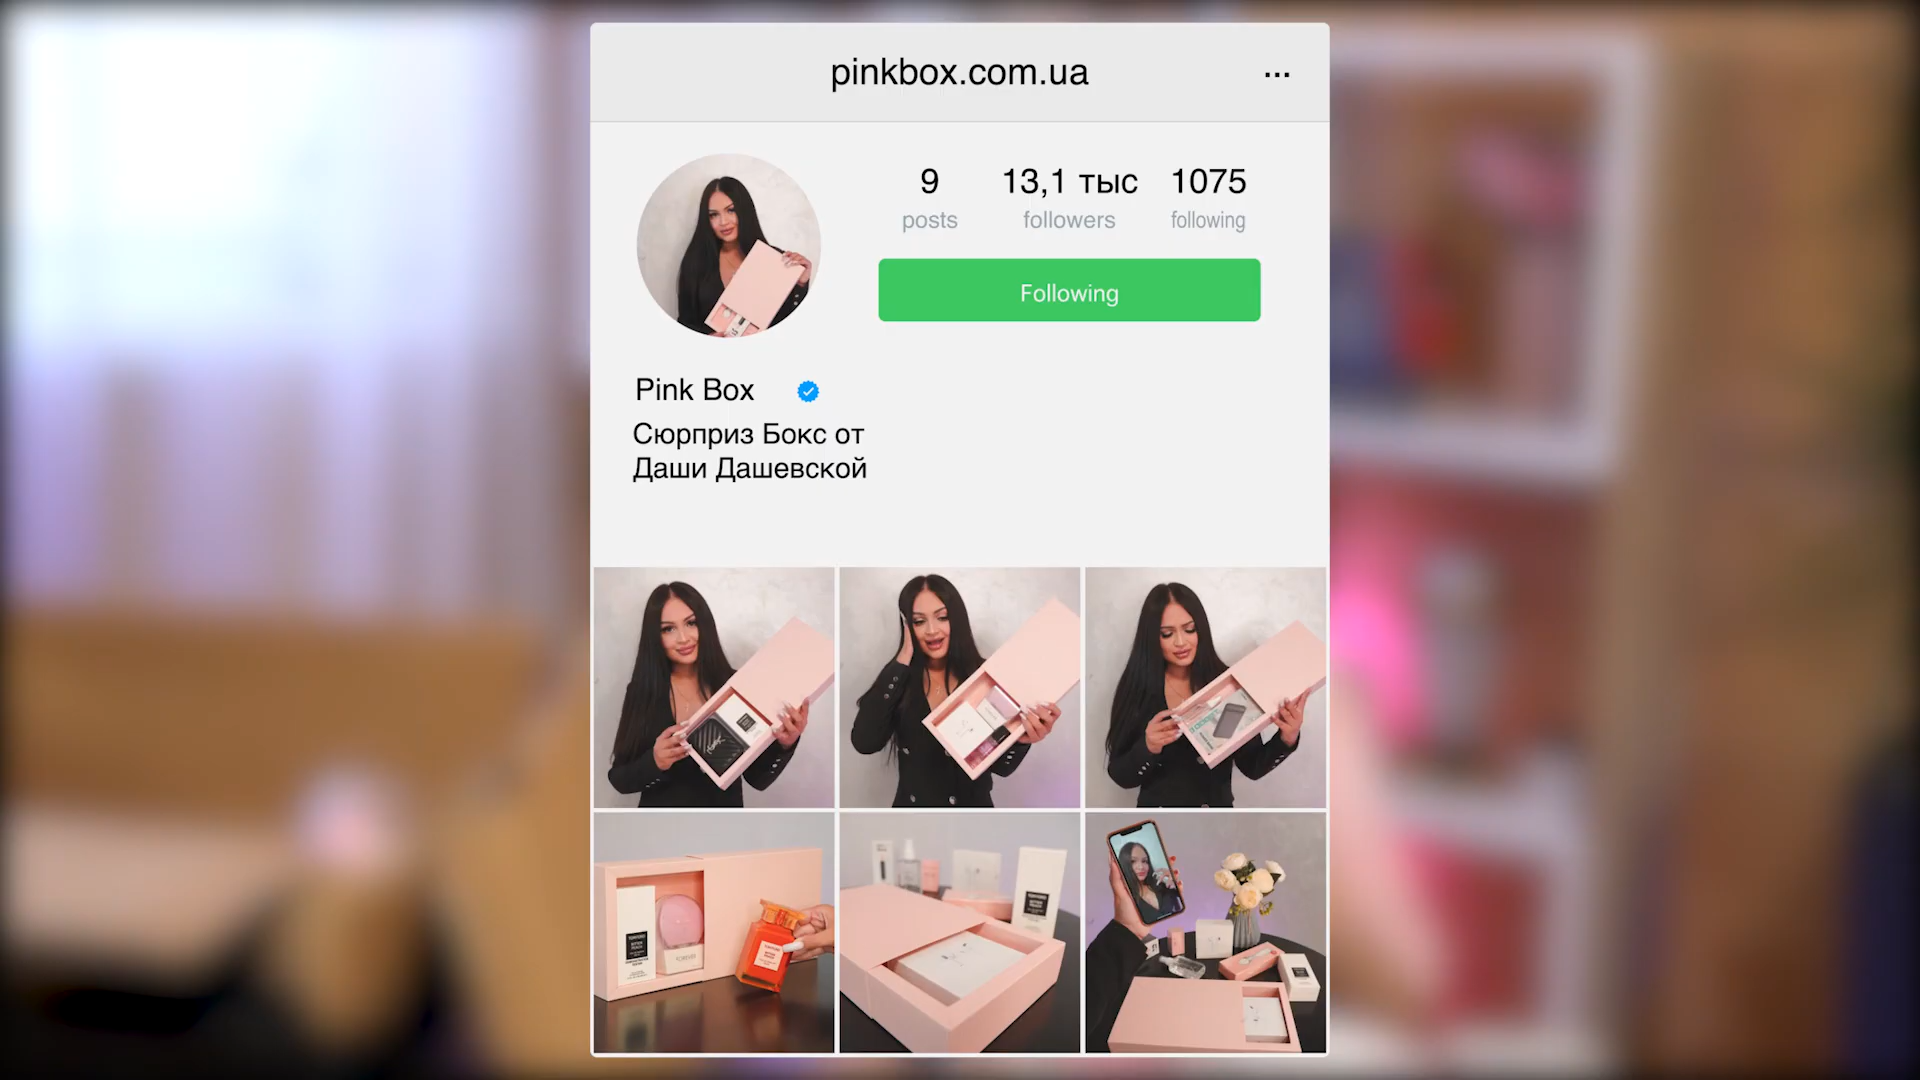 pinkbox.com.ua
...
9 13,1 тыс 1075
posts followers following
Following
Pink Box
Сюрприз Бокс от
Даши Дашевской